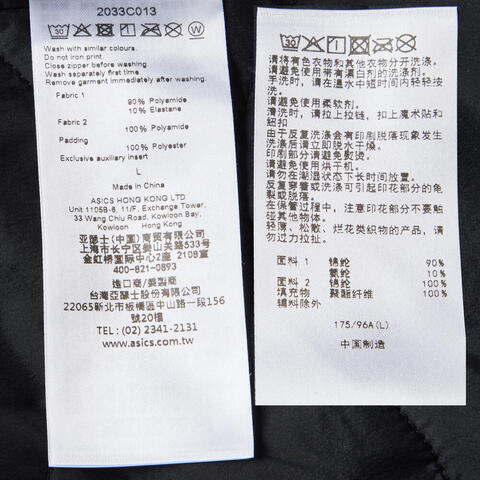 2033C013
Wash with similar colours.
Do not iron print
Close zipper before washing.
Wash separately first time.
Remove garment immediately after washing.
Fabric 1
90% Polyamide
10% Elastane
Fabric 2
100% Polyamide
Padding
100% Polyester
Exclusive auxiliary insert
L
Made in China
ASICS HONG KONG LTD
Unit 1105B-6, 11/F, Exchange Tower,
33 Wang Chiu Road, Kowloon Bay,
Kowloon Hong Kong
亚瑟士(中国)商贸有限公司
上海市长宁区娄山关路533号
金虹桥国际中心2座 2108室
400-821-0893
進口商/委製商
台灣亞瑟士股份有限公司
22065新北市板橋區中山路一段156
號20樓
TEL : (02) 2341-2131
www.asics.com.tw
30
请将有色衣物和其他衣物分开洗涤.
请避免使用带有漂白剂的洗涤剂.
手洗时,请在温水中短时间内轻轻按
洗。
请避免使用柔软剂。
清洗时,请拉上拉链,扣上魔术贴和
纽扣
由于反复洗涤会有印刷脱落现象发生
洗涤后请立即脱水干燥。
印刷部分请避免熨烫。
请避免使用烘干机。
请勿在潮湿状态下长时间放置。
反复穿着或洗涤可引起印花部分的龟
裂或脱落。
在保管过程中,注意印花部分不要触
碰其他物体。
轻薄、松散、烂花类织物的产品,请
勿过力拉扯。
面料 1 锦纶 90%
氨纶 10%
面料 2 锦纶 100%
填充物 聚酯纤维 100%
辅料除外
175/96A(L)
中国制造